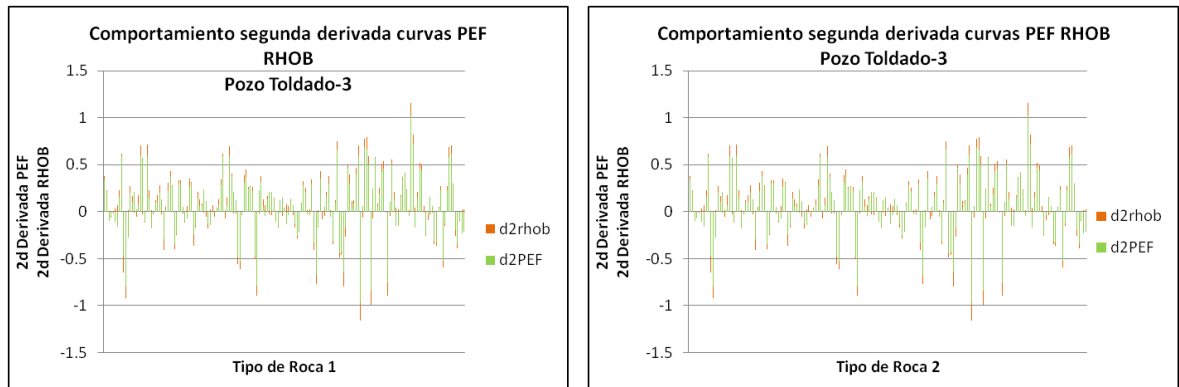 Comportamiento segunda derivada curvas PEF
RHOB
Pozo Toldado-3
1.5
1
0.5
0
-0.5
-1
-1.5
2d Derivada PEF
2d Derivada RHOB
d2rhob
d2PEF
Tipo de Roca 1
Comportamiento segunda derivada curvas PEF RHOB
Pozo Toldado-3
1.5
1
0.5
0
-0.5
-1
-1.5
2d Derivada PEF
2d Derivada RHOB
d2rhob
d2PEF
Tipo de Roca 2